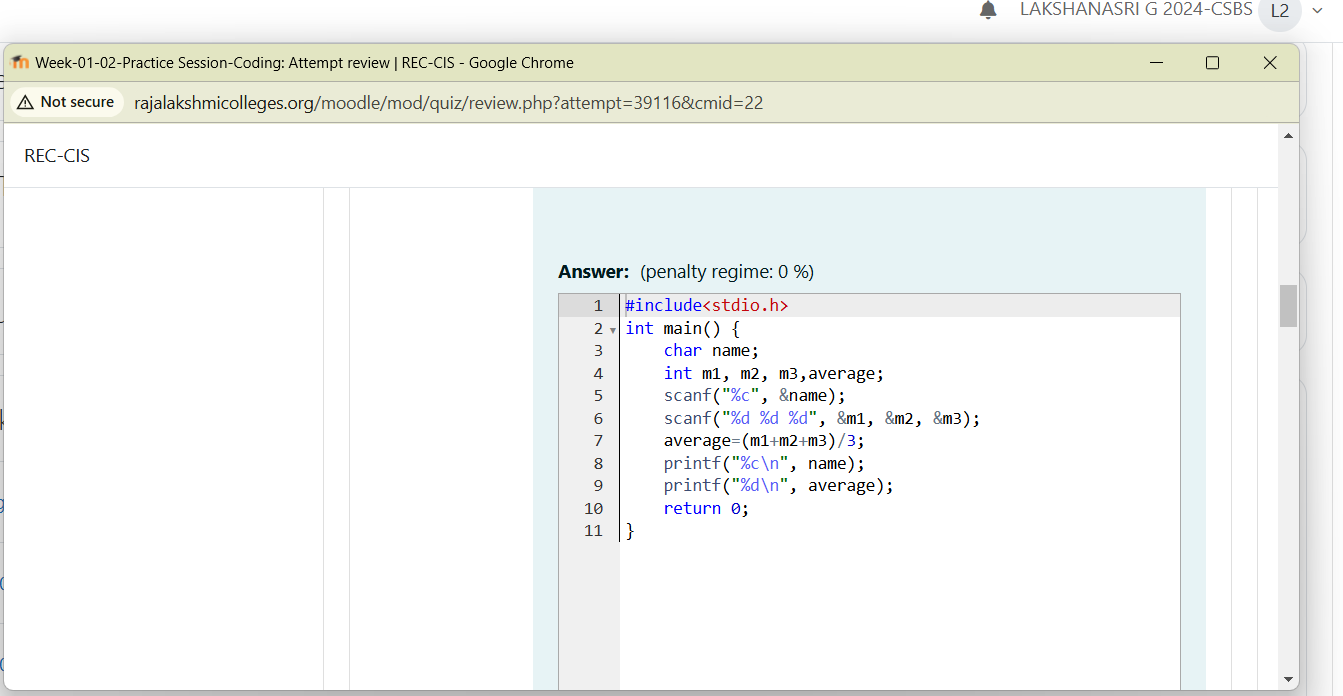 LAKSHANASRI G 2024-CSBS L2
Week-01-02-Practice Session-Coding: Attempt review | REC-CIS - Google Chrome
Not secure rajalakshmicolleges.org/moodle/mod/quiz/review.php?attempt=39116&cmid=22
REC-CIS
Answer: (penalty regime: 0 %)
1 #include<stdio.h>
2 int main() {
3     char name;
4     int m1, m2, m3,average;
5     scanf("%c", &name);
6     scanf("%d %d %d", &m1, &m2, &m3);
7     average=(m1+m2+m3)/3;
8     printf("%c\n", name);
9     printf("%d\n", average);
10     return 0;
11 }